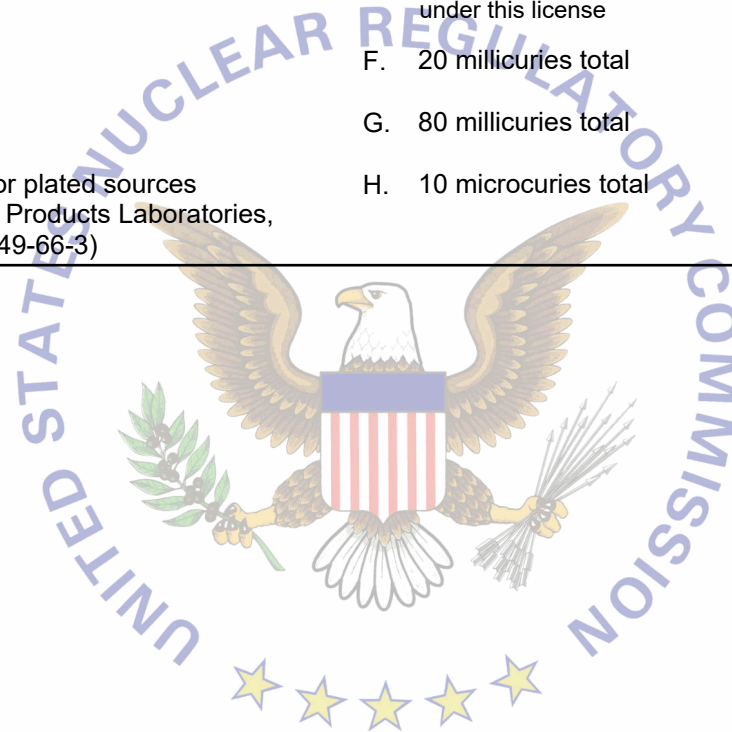 under this license
F. 20 millicuries total
G. 80 millicuries total
or plated sources H. 10 microcuries total
Products Laboratories,
49-66-3)
UNITED STATES NUCLEAR REGULATORY COMMISSION